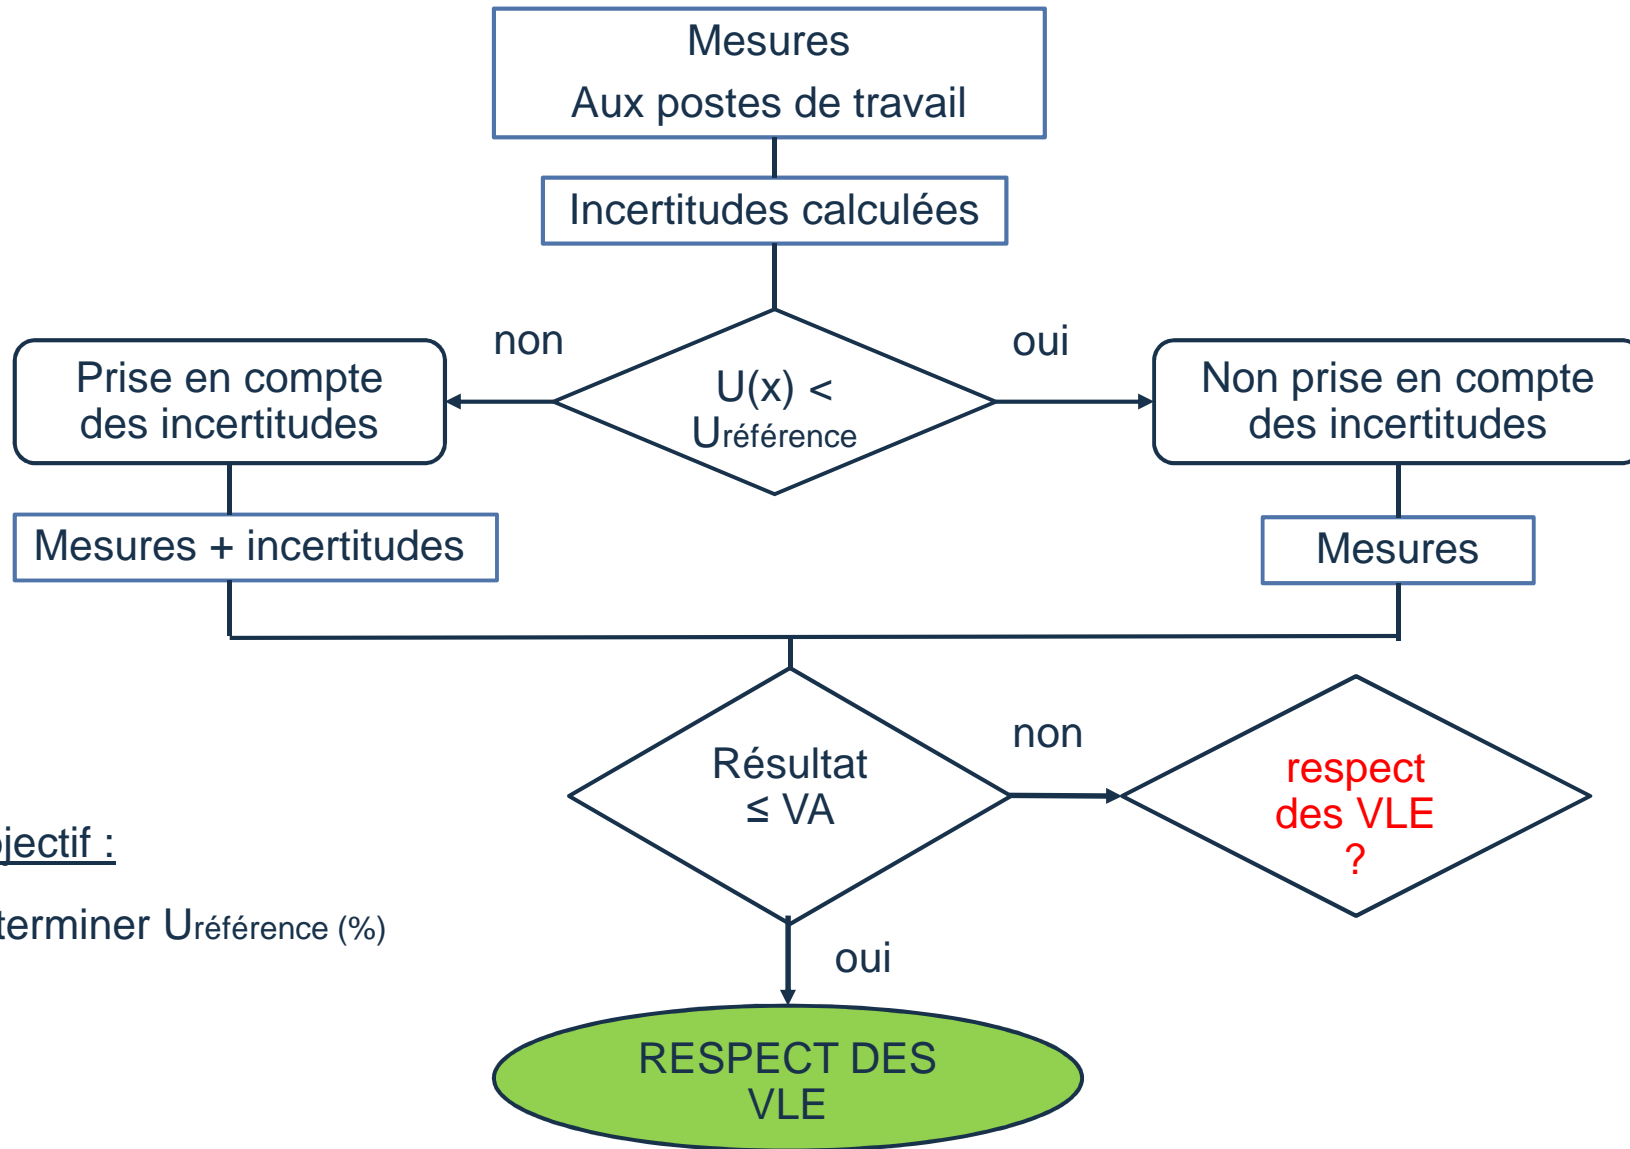 Mesures
Aux postes de travail
Incertitudes calculées
non
oui
Prise en compte
des incertitudes
U(x) <
Uréférence
Non prise en compte
des incertitudes
Mesures + incertitudes
Mesures
Résultat
≤ VA
non
respect
des VLE
?
jectif :
terminer Uréférence (%)
oui
RESPECT DES
VLE